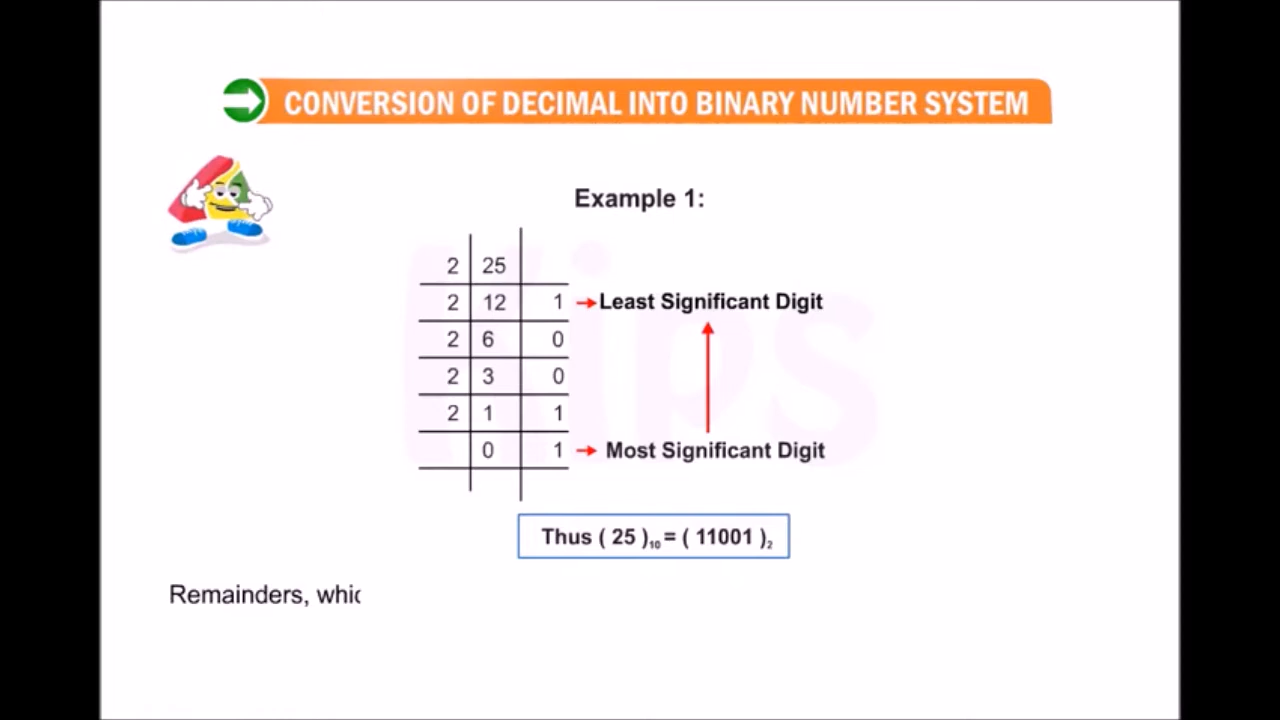 CONVERSION OF DECIMAL INTO BINARY NUMBER SYSTEM
Example 1:
2 25
2 12 1 Least Significant Digit
2 6 0
2 3 0
2 1 1
0 1 Most Significant Digit
Thus ( 25 )₁₀ = ( 11001 )₂
Remainders,